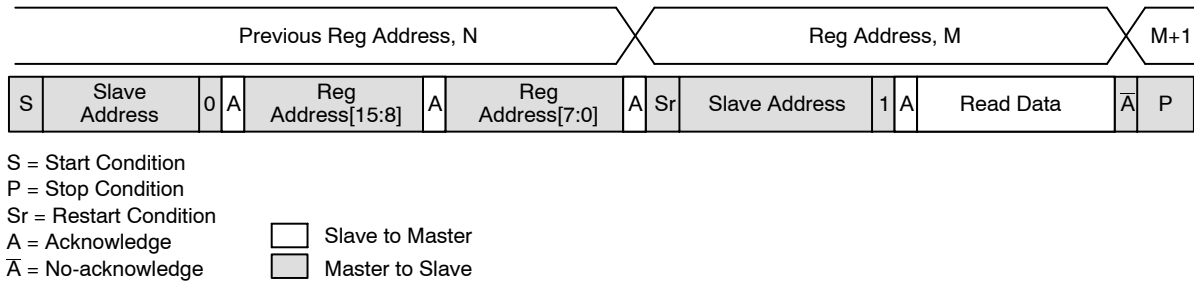 Previous Reg Address, N
Reg Address, M
M+1
S
Slave
Address
0
A
Reg
Address[15:8]
A
Reg
Address[7:0]
A
Sr
Slave Address
1
A
Read Data
A̅
P
S = Start Condition
P = Stop Condition
Sr = Restart Condition
A = Acknowledge
A̅ = No-acknowledge
Slave to Master
Master to Slave